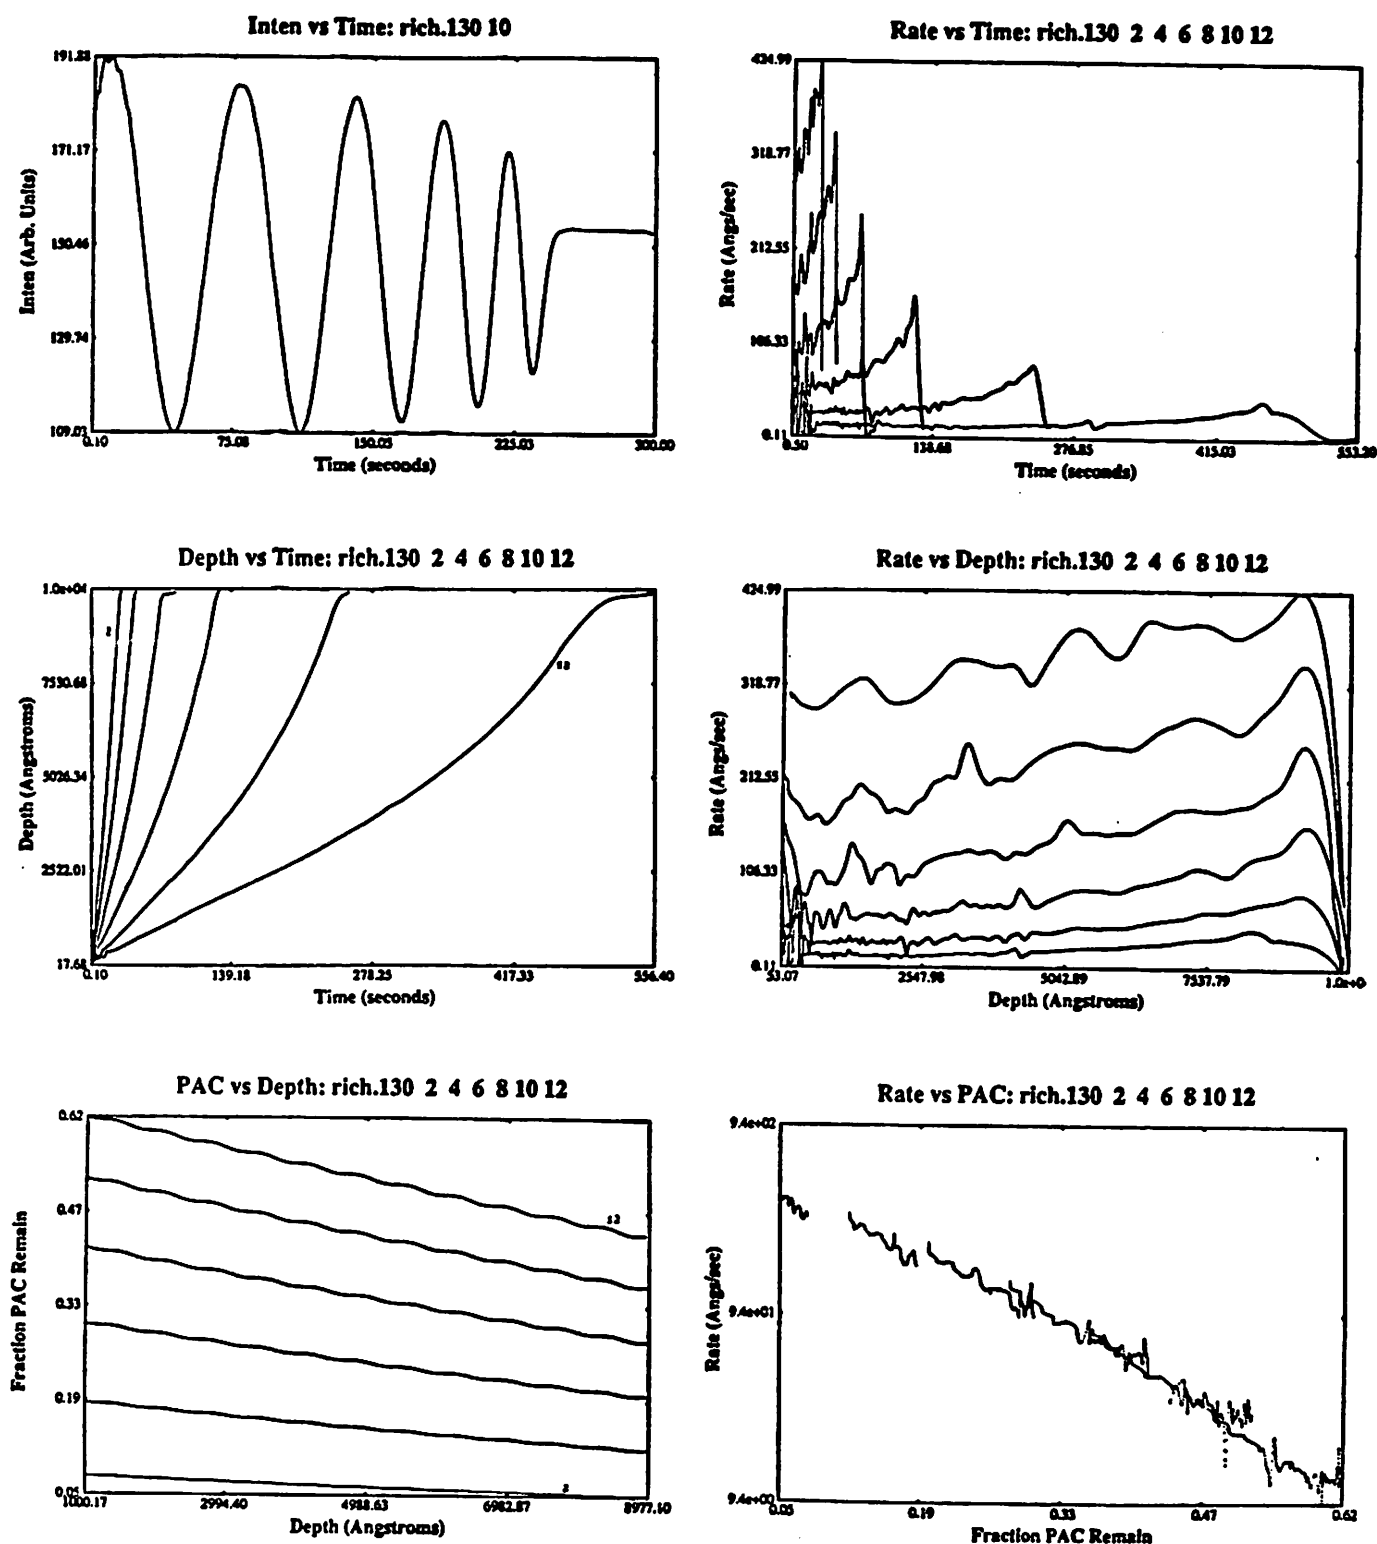 Inten vs Time: rich.130 10
191.88
171.17
150.46
129.74
109.03
0.10 75.08 150.05 225.03 300.00
Inten (Arb. Units)
Time (seconds)
Rate vs Time: rich.130 2 4 6 8 10 12
424.99
318.77
212.55
106.33
0.11
0.50 138.68 276.85 415.03 553.20
Rate (Angs/sec)
Time (seconds)
Depth vs Time: rich.130 2 4 6 8 10 12
1.0e+04
7530.68
5026.34
2522.01
17.68
0.10 139.18 278.25 417.33 556.40
2
12
Depth (Angstroms)
Time (seconds)
Rate vs Depth: rich.130 2 4 6 8 10 12
424.99
318.77
212.55
106.33
0.11
53.07 2547.98 5042.89 7537.79 1.0e+0
Rate (Angs/sec)
Depth (Angstroms)
PAC vs Depth: rich.130 2 4 6 8 10 12
0.62
0.47
0.33
0.19
0.05
1000.17 2994.40 4988.63 6982.87 8977.10
12
2
Fraction PAC Remain
Depth (Angstroms)
Rate vs PAC: rich.130 2 4 6 8 10 12
9.4e+02
9.4e+01
9.4e+00
0.05 0.19 0.33 0.47 0.62
Rate (Angs/sec)
Fraction PAC Remain